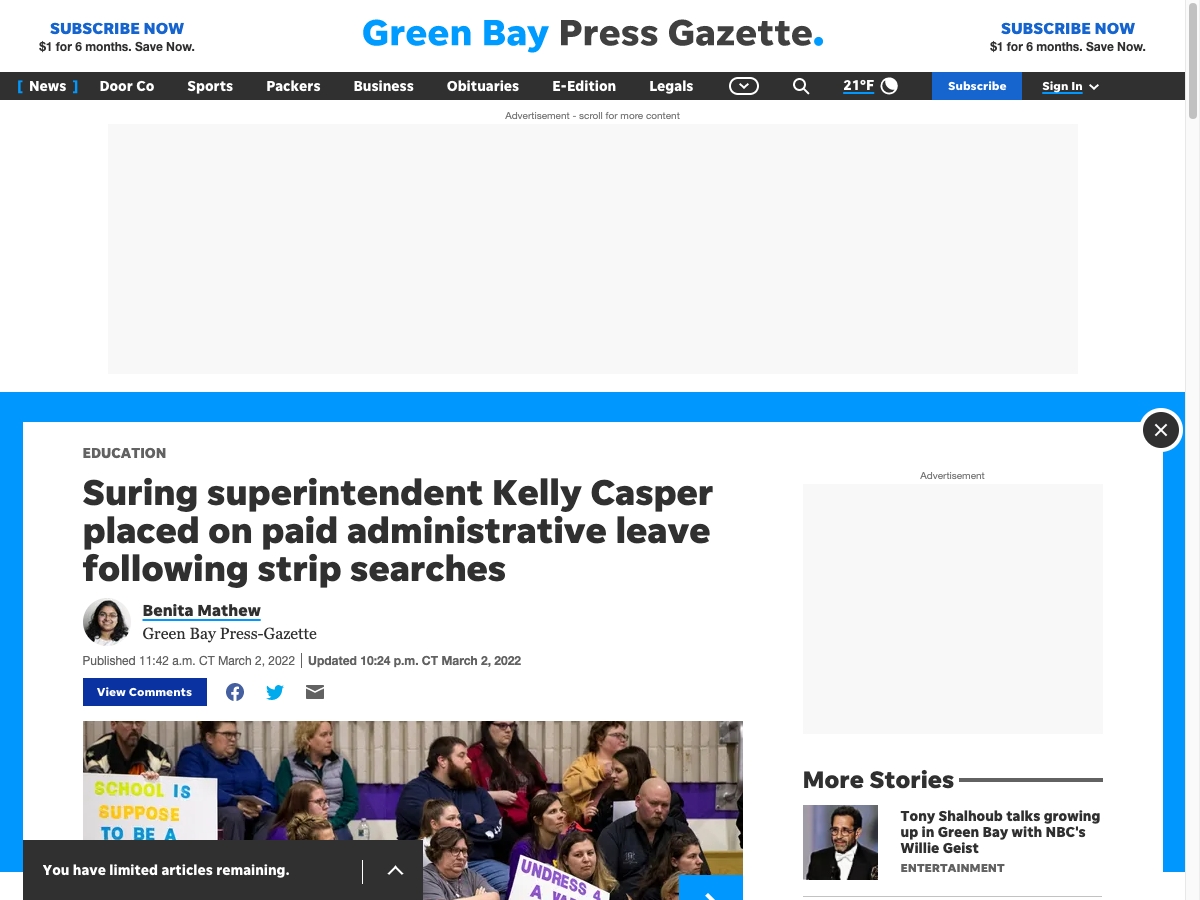 SUBSCRIBE NOW
$1 for 6 months. Save Now.
Green Bay Press Gazette.
SUBSCRIBE NOW
$1 for 6 months. Save Now.
[ News ] Door Co Sports Packers Business Obituaries E-Edition Legals 21°F Subscribe Sign In
Advertisement - scroll for more content
EDUCATION
Suring superintendent Kelly Casper
placed on paid administrative leave
following strip searches
Benita Mathew
Green Bay Press-Gazette
Published 11:42 a.m. CT March 2, 2022 | Updated 10:24 p.m. CT March 2, 2022
View Comments
SCHOOL IS
SUPPOSE
TO BE A
UNDRESS 4
A
You have limited articles remaining.
Advertisement
More Stories
Tony Shalhoub talks growing
up in Green Bay with NBC's
Willie Geist
ENTERTAINMENT